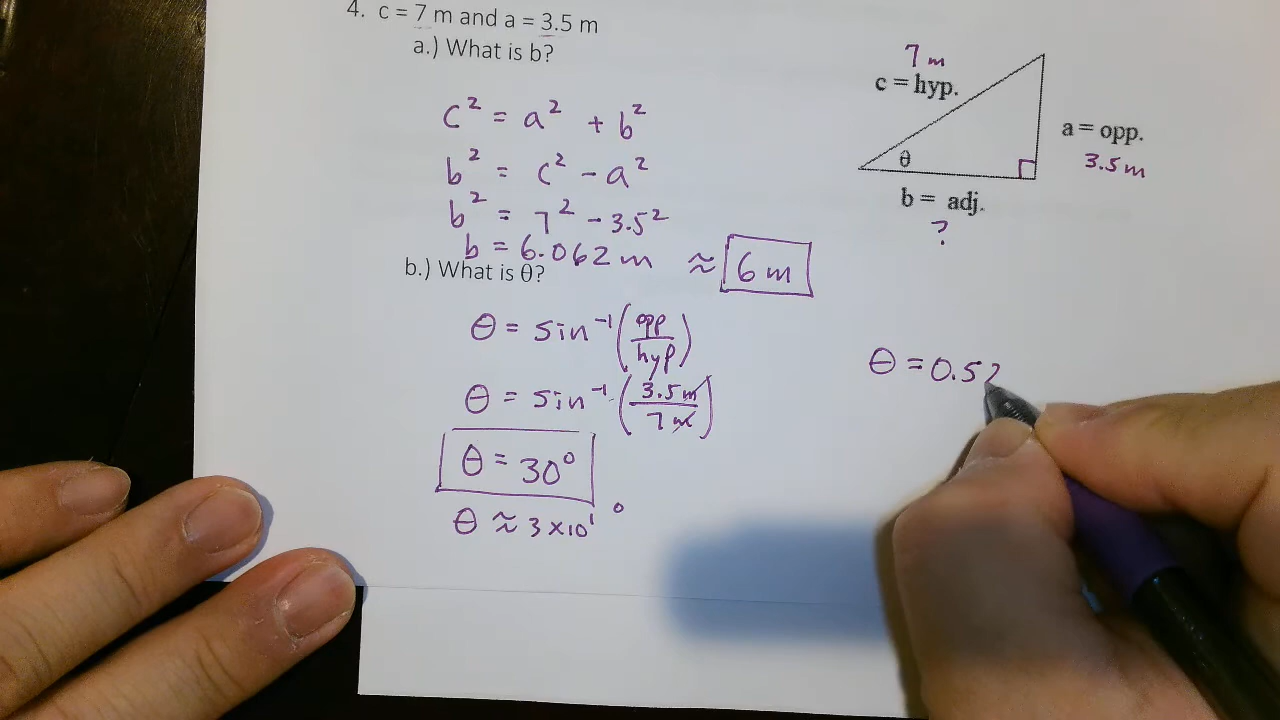 4. c = 7 m and a = 3.5 m
a.) What is b?
c² = a² + b²
b² = c² - a²
b² = 7² - 3.5²
b = 6.062 m ≈ 6 m
b.) What is θ?
θ = sin⁻¹(opp/hyp)
θ = sin⁻¹(3.5 m/7 m)
θ = 30°
θ ≈ 3 x 10¹ °
7 m
c = hyp.
a = opp.
3.5 m
θ
b = adj.
?
θ = 0.52